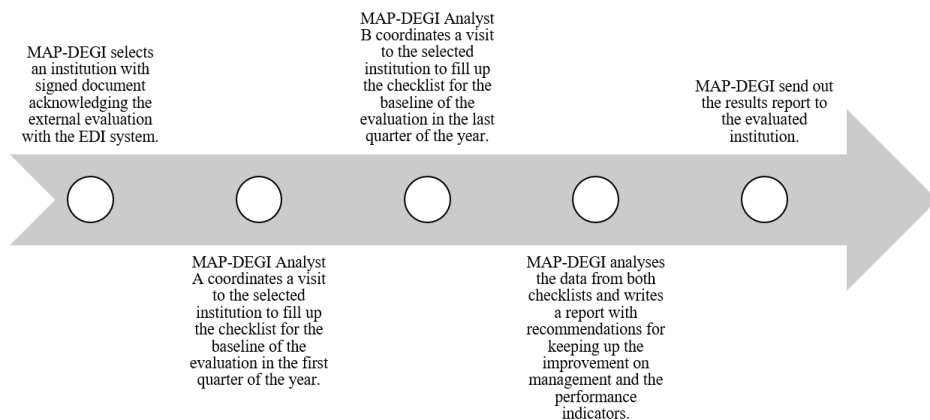 MAP-DEGI selects
an institution with
signed document
acknowledging the
external evaluation
with the EDI system.
MAP-DEGI Analyst
A coordinates a visit
to the selected
institution to fill up
the checklist for the
baseline of the
evaluation in the first
quarter of the year.
MAP-DEGI Analyst
B coordinates a visit
to the selected
institution to fill up
the checklist for the
baseline of the
evaluation in the last
quarter of the year.
MAP-DEGI analyses
the data from both
checklists and writes
a report with
recommendations for
keeping up the
improvement on
management and the
performance
indicators.
MAP-DEGI send out
the results report to
the evaluated
institution.